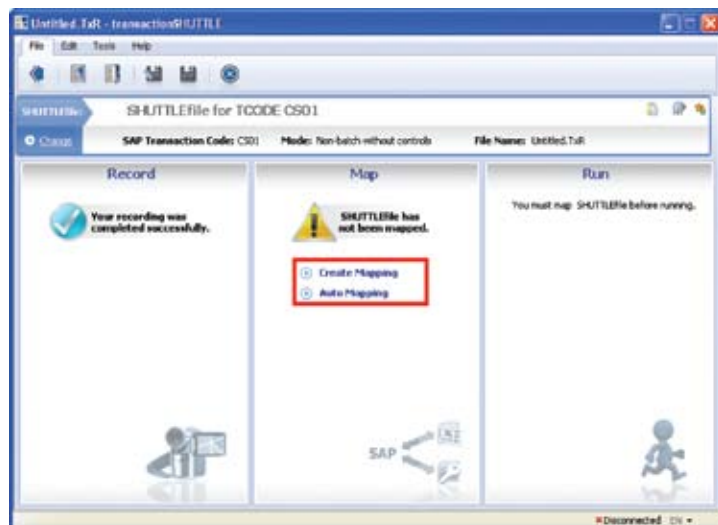 Untitled.TxR - transactionSHUTTLE
File Edit Tools Help
SHUTTLEfile: SHUTTLEfile for TCODE CS01
Change SAP Transaction Code: CS01 Mode: Non-batch without controls File Name: Untitled.TxR
Record
Your recording was
completed successfully.
Map
SHUTTLEfile has
not been mapped.
Create Mapping
Auto Mapping
SAP
Run
You must map SHUTTLEfile before running.
Disconnected EN